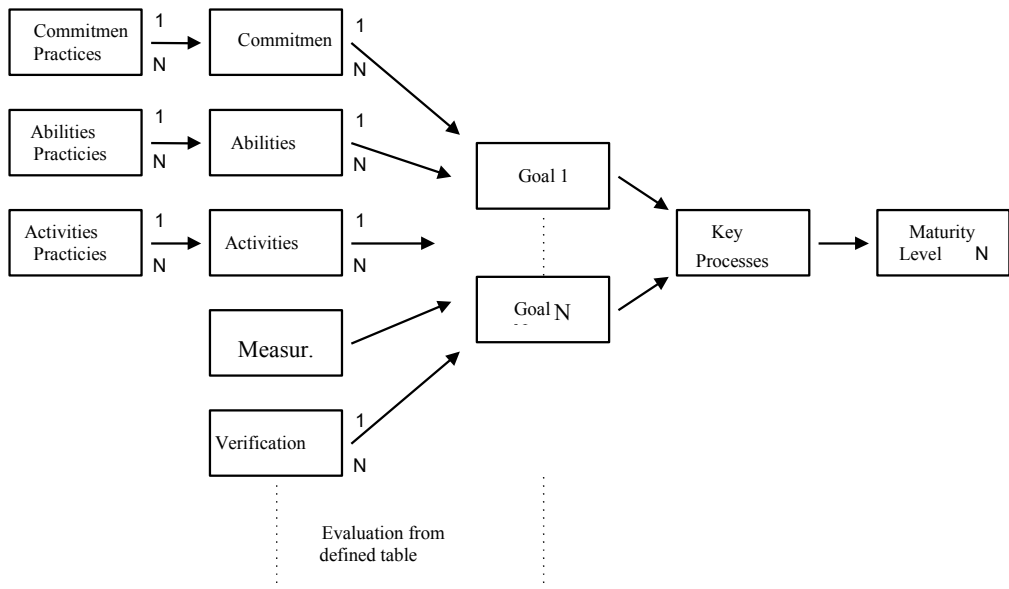 Commitmen
Practices
1
N
Commitmen
1
N
Abilities
Practicies
1
N
Abilities
1
N
Goal 1
Activities
Practicies
1
N
Activities
1
N
Key
Processes
Maturity
Level N
Goal N
Measur.
Verification
1
N
Evaluation from
defined table